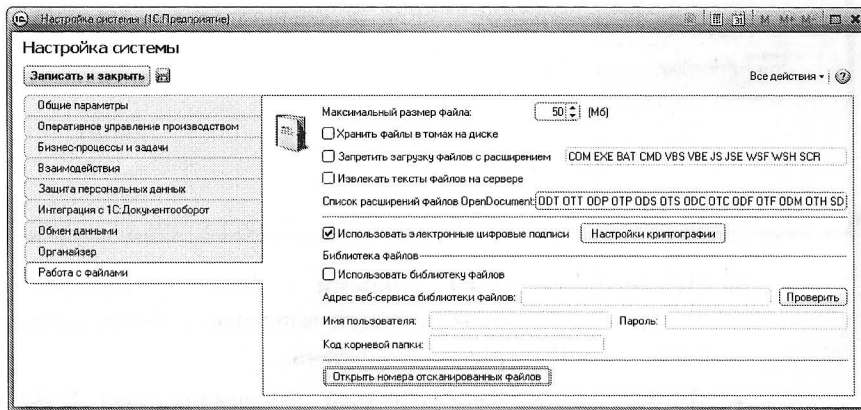 Настройка системы (1С:Предприятие)
31 M M+ M-
Настройка системы
Записать и закрыть
Все действия
Общие параметры
Оперативное управление производством
Бизнес-процессы и задачи
Взаимодействия
Защита персональных данных
Интеграция с 1С:Документооборот
Обмен данными
Органайзер
Работа с файлами
Максимальный размер файла: 50 (Мб)
Хранить файлы в томах на диске
Запретить загрузку файлов с расширением COM EXE BAT CMD VBS VBE JS JSE WSF WSH SCR
Извлекать тексты файлов на сервере
Список расширений файлов OpenDocument: ODT OTT ODP OTP ODS OTS ODC OTC ODF OTF ODM OTH SD
Использовать электронные цифровые подписи Настройки криптографии
Библиотека файлов
Использовать библиотеку файлов
Адрес веб-сервиса библиотеки файлов: Проверить
Имя пользователя: Пароль:
Код корневой папки:
Открыть номера отсканированных файлов